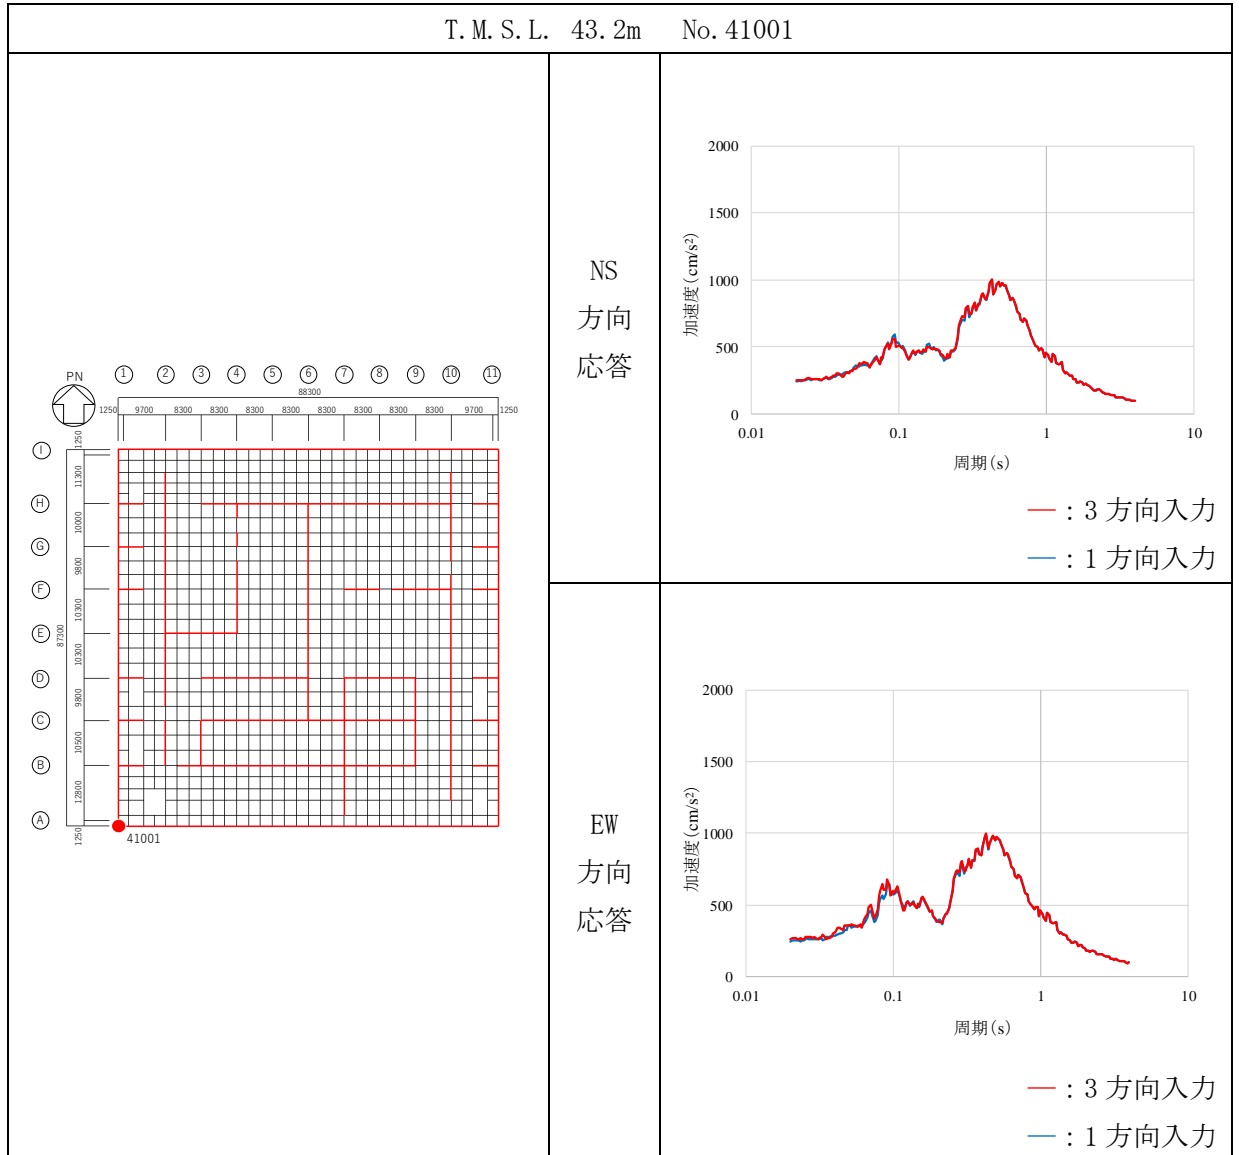 T.M.S.L. 43.2m No.41001
PN
1 2 3 4 5 6 7 8 9 10 11
88300
1250 9700 8300 8300 8300 8300 8300 8300 8300 8300 9700 1250
I
H
G
F
E
D
C
B
A
1250
11300
10000
9800
10300
10300
9800
10500
12800
1250
87300
41001
NS
方向
応答
2000
1500
1000
500
0
加速度(cm/s²)
0.01 0.1 1 10
周期(s)
:3方向入力
:1方向入力
EW
方向
応答
2000
1500
1000
500
0
加速度(cm/s²)
0.01 0.1 1 10
周期(s)
:3方向入力
:1方向入力